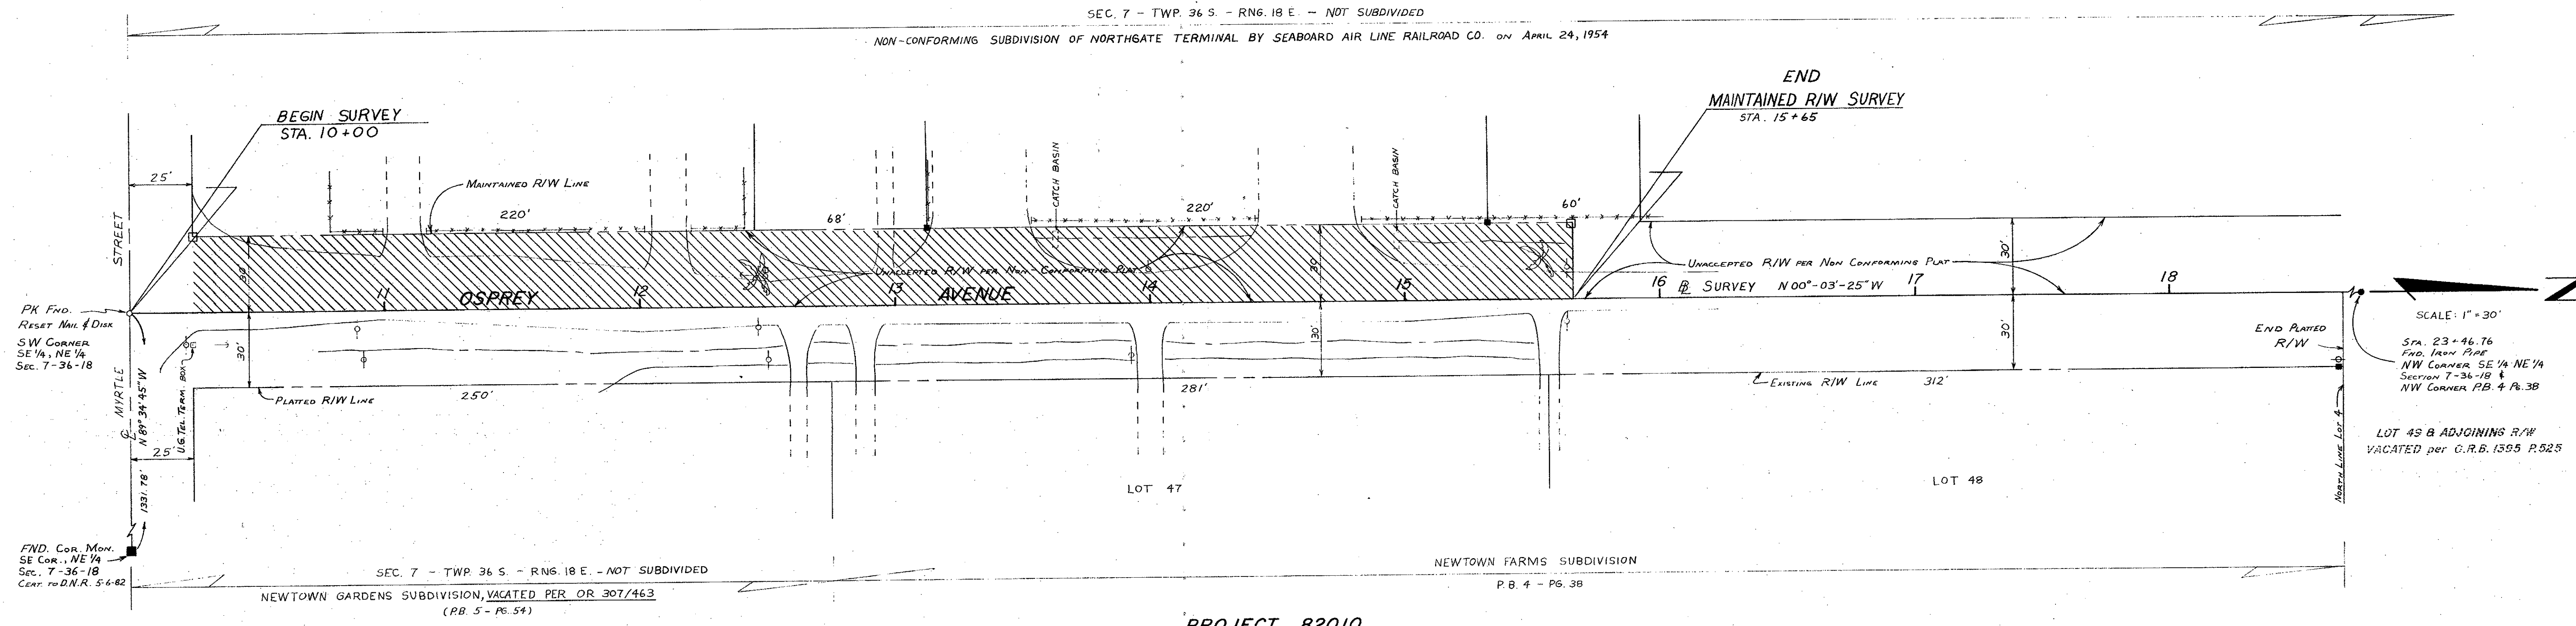 SEC. 7 - TWP. 36 S. - RNG. 18 E. - NOT SUBDIVIDED
NON-CONFORMING SUBDIVISION OF NORTHGATE TERMINAL BY SEABOARD AIR LINE RAILROAD CO. ON APRIL 24, 1954
BEGIN SURVEY
STA. 10+00
END
MAINTAINED R/W SURVEY
STA. 15+65
25'
MAINTAINED R/W LINE
220'
68'
CATCH BASIN
220'
CATCH BASIN
60'
MYRTLE STREET
30'
30'
30'
UNACCEPTED R/W PER NON-CONFORMING PLAT
UNACCEPTED R/W PER NON CONFORMING PLAT
11
OSPREY
12
13
AVENUE
14
15
16
B/L SURVEY N 00°-03'-25" W
17
18
PK FND.
RESET NAIL & DISK
SW CORNER
SE 1/4, NE 1/4
SEC. 7-36-18
SCALE: 1" = 30'
END PLATTED
R/W
STA. 23+46.76
FND. IRON PIPE
NW CORNER SE 1/4 NE 1/4
SECTION 7-36-18 &
NW CORNER P.B. 4 PG. 38
30'
30'
30'
N 89° 34' 45" W
U.G. TEL. TERM. BOX
PLATTED R/W LINE
250'
281'
EXISTING R/W LINE
312'
NORTH LINE LOT 4
LOT 49 & ADJOINING R/W
VACATED per O.R.B. 1395 P. 525
25'
1331.78'
LOT 47
LOT 48
FND. COR. MON.
SE COR., NE 1/4
SEC. 7-36-18
CERT. TO D.N.R. 5-6-82
SEC. 7 - TWP. 36 S. - RNG. 18 E. - NOT SUBDIVIDED
NEWTOWN GARDENS SUBDIVISION, VACATED PER OR 307/463
(P.B. 5 - PG. 54)
NEWTOWN FARMS SUBDIVISION
P.B. 4 - PG. 38
PROJECT 82010